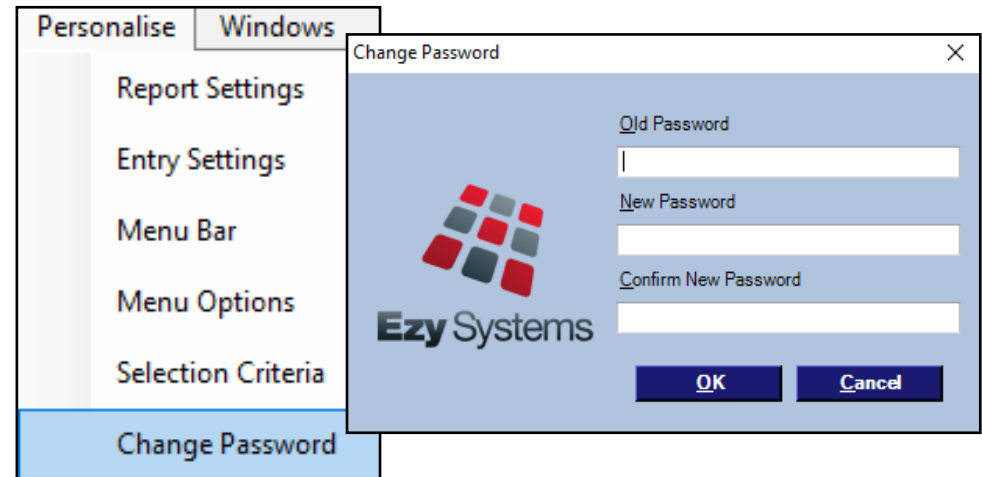 Personalise Windows
Report Settings
Entry Settings
Menu Bar
Menu Options
Selection Criteria
Change Password
Change Password
Old Password
New Password
Confirm New Password
Ezy Systems
OK Cancel